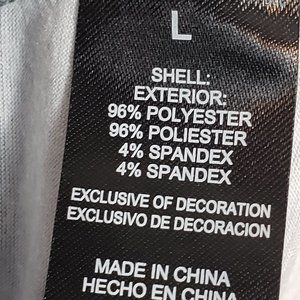 L
SHELL:
EXTERIOR:
96% POLYESTER
96% POLIESTER
4% SPANDEX
4% SPANDEX
EXCLUSIVE OF DECORATION
EXCLUSIVO DE DECORACION
MADE IN CHINA
HECHO EN CHINA